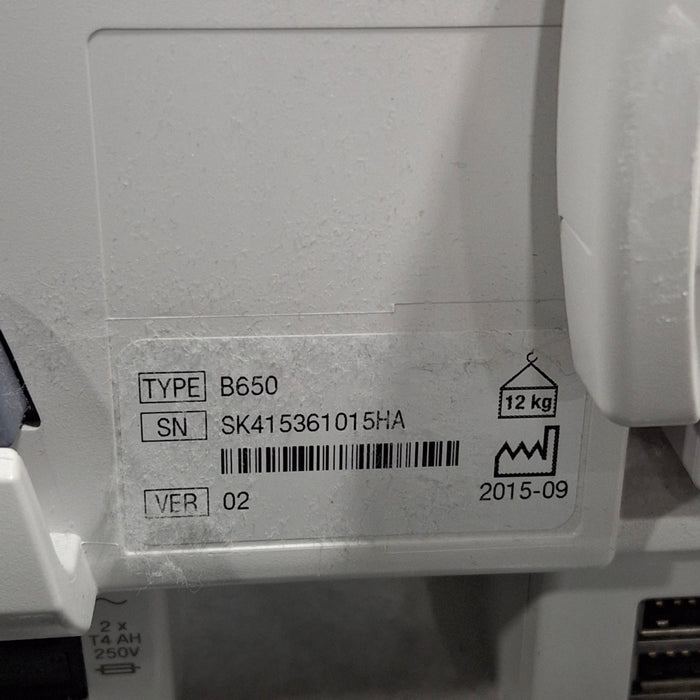 TYPE B650
SN SK415361015HA
12 kg
VER 02
2015-09
2 x
T4 AH
250V